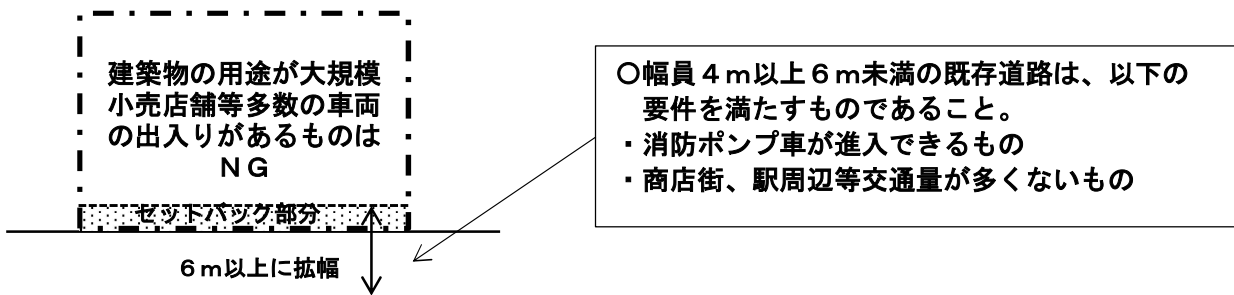 建築物の用途が大規模
小売店舗等多数の車両
の出入りがあるものは
NG
セットバック部分
6m以上に拡幅
○幅員4m以上6m未満の既存道路は、以下の
要件を満たすものであること。
・消防ポンプ車が進入できるもの
・商店街、駅周辺等交通量が多くないもの